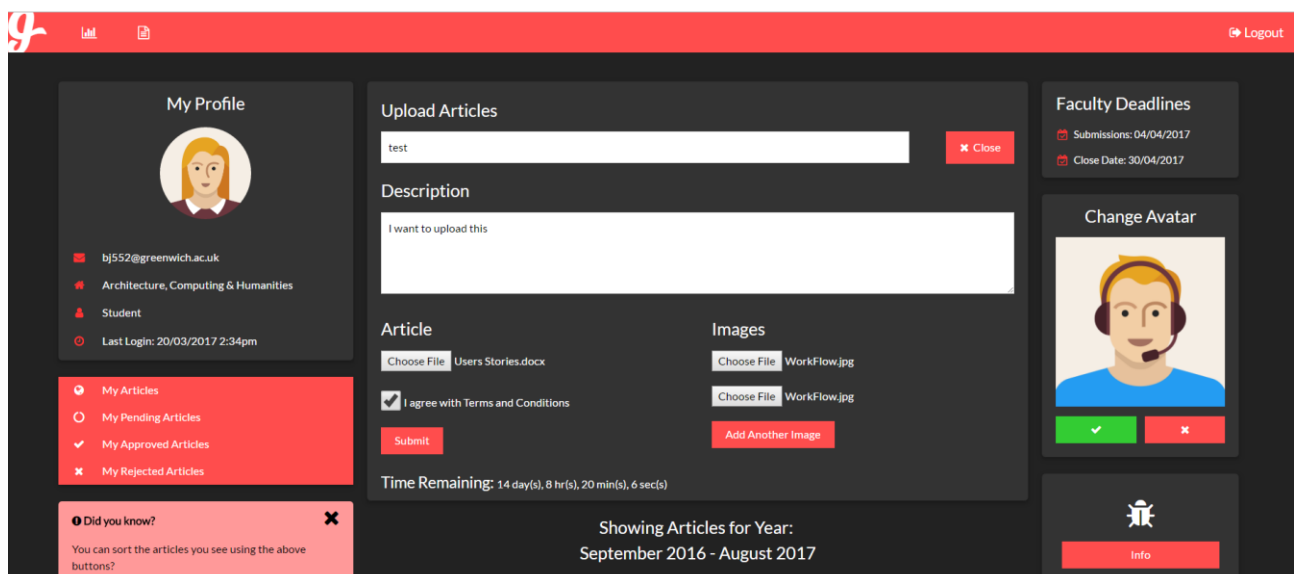 g
Logout
My Profile
bj552@greenwich.ac.uk
Architecture, Computing & Humanities
Student
Last Login: 20/03/2017 2:34pm
My Articles
My Pending Articles
My Approved Articles
My Rejected Articles
Did you know?
You can sort the articles you see using the above
buttons?
Upload Articles
test
Close
Description
I want to upload this
Article
Choose File Users Stories.docx
I agree with Terms and Conditions
Submit
Images
Choose File WorkFlow.jpg
Choose File WorkFlow.jpg
Add Another Image
Time Remaining: 14 day(s), 8 hr(s), 20 min(s), 6 sec(s)
Showing Articles for Year:
September 2016 - August 2017
Faculty Deadlines
Submissions: 04/04/2017
Close Date: 30/04/2017
Change Avatar
Info